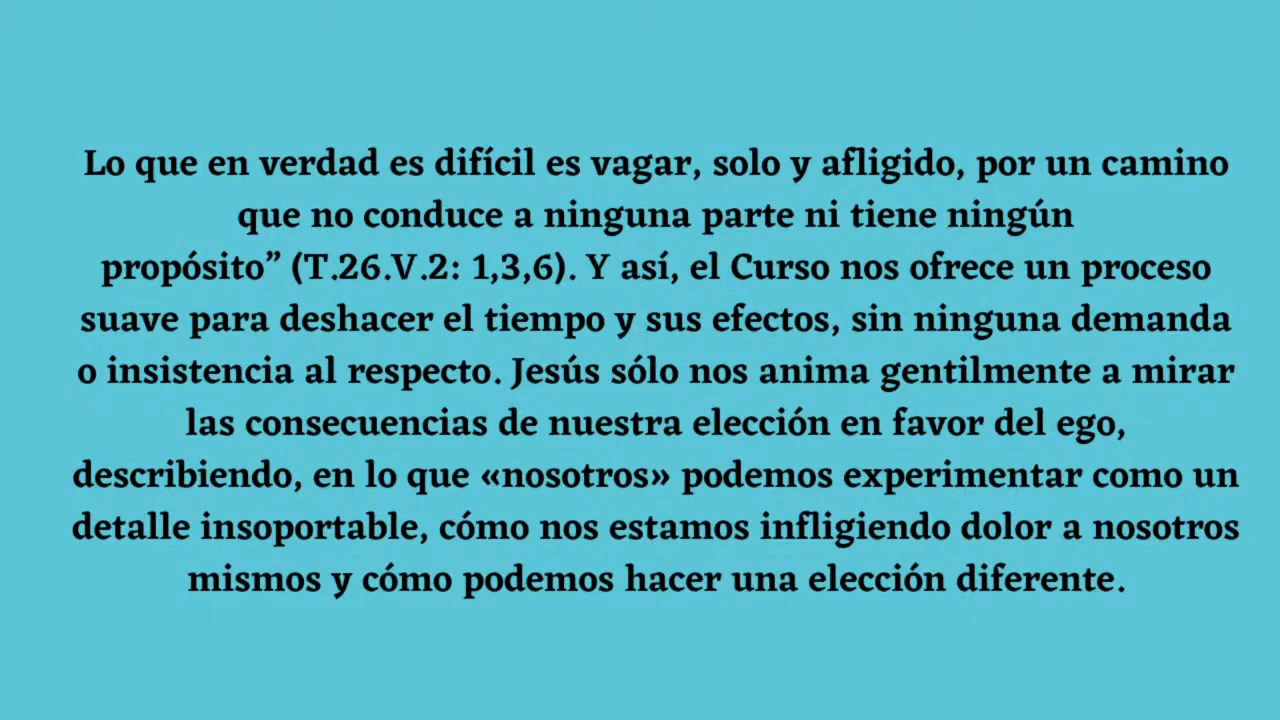 Lo que en verdad es difícil es vagar, solo y afligido, por un camino
que no conduce a ninguna parte ni tiene ningún
propósito” (T.26.V.2: 1,3,6). Y así, el Curso nos ofrece un proceso
suave para deshacer el tiempo y sus efectos, sin ninguna demanda
o insistencia al respecto. Jesús sólo nos anima gentilmente a mirar
las consecuencias de nuestra elección en favor del ego,
describiendo, en lo que «nosotros» podemos experimentar como un
detalle insoportable, cómo nos estamos infligiendo dolor a nosotros
mismos y cómo podemos hacer una elección diferente.